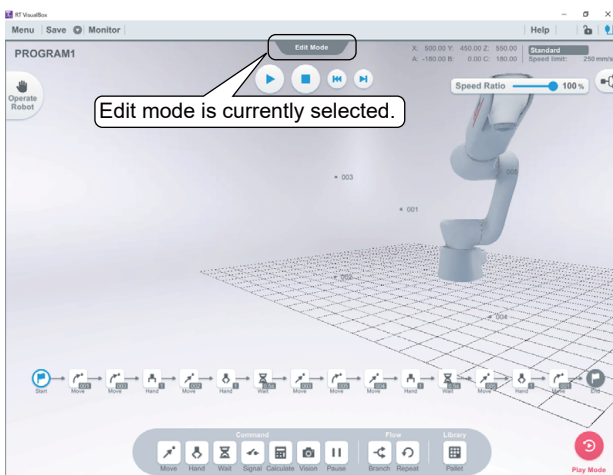 RT VisualBox
Menu Save Monitor Help
Edit Mode
PROGRAM1
X: 500.00 Y: 450.00 Z: 550.00 Standard
A: -180.00 B: 0.00 C: 180.00 Speed limit: 250 mm/s
Operate
Robot
Speed Ratio 100 %
Edit mode is currently selected.
003
005
001
002
004
Start Move Move Hand Move Hand Wait Move Move Move Hand Wait Move Hand Move End
Command Flow Library
Move Hand Wait Signal Calculate Vision Pause Branch Repeat Pallet
Play Mode